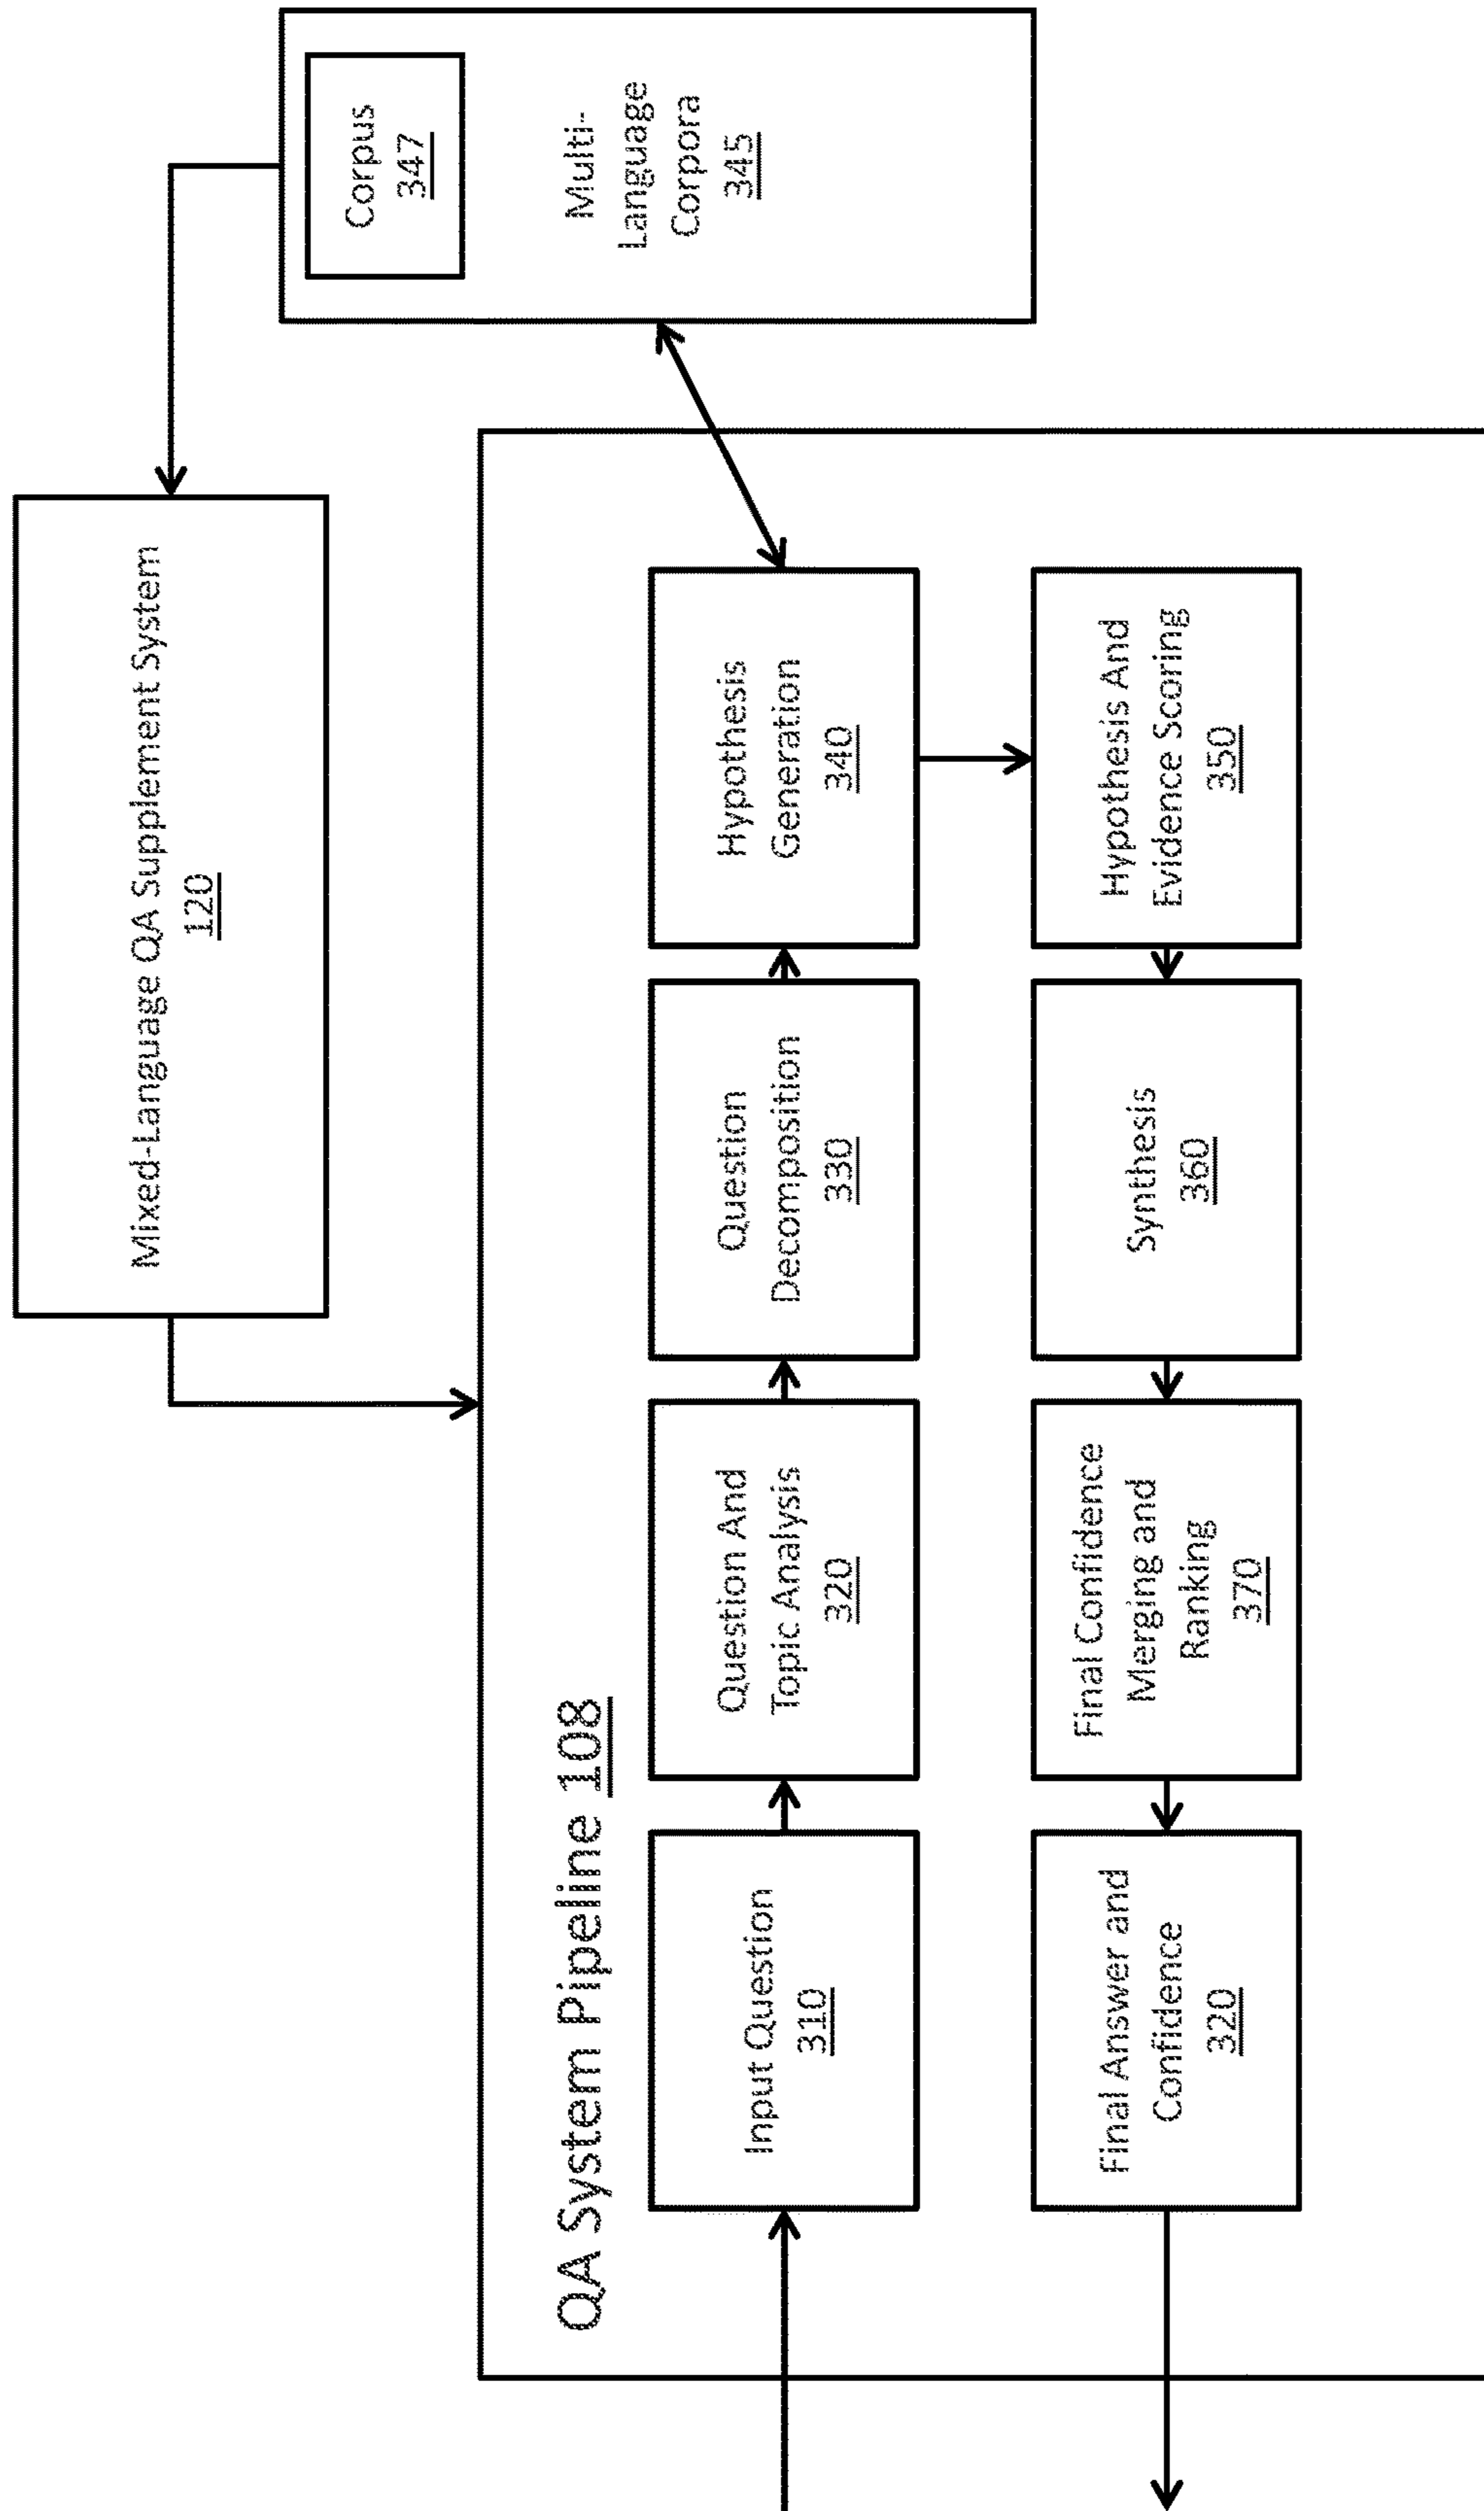 Mixed-Language QA Supplement System
120
Corpus
347
Multi-
Language
Corpora
345
QA System Pipeline 108
Input Question
310
Question And
Topic Analysis
320
Question
Decomposition
330
Hypothesis
Generation
340
Final Answer and
Confidence
320
Final Confidence
Merging and
Ranking
370
Synthesis
360
Hypothesis And
Evidence Scoring
350